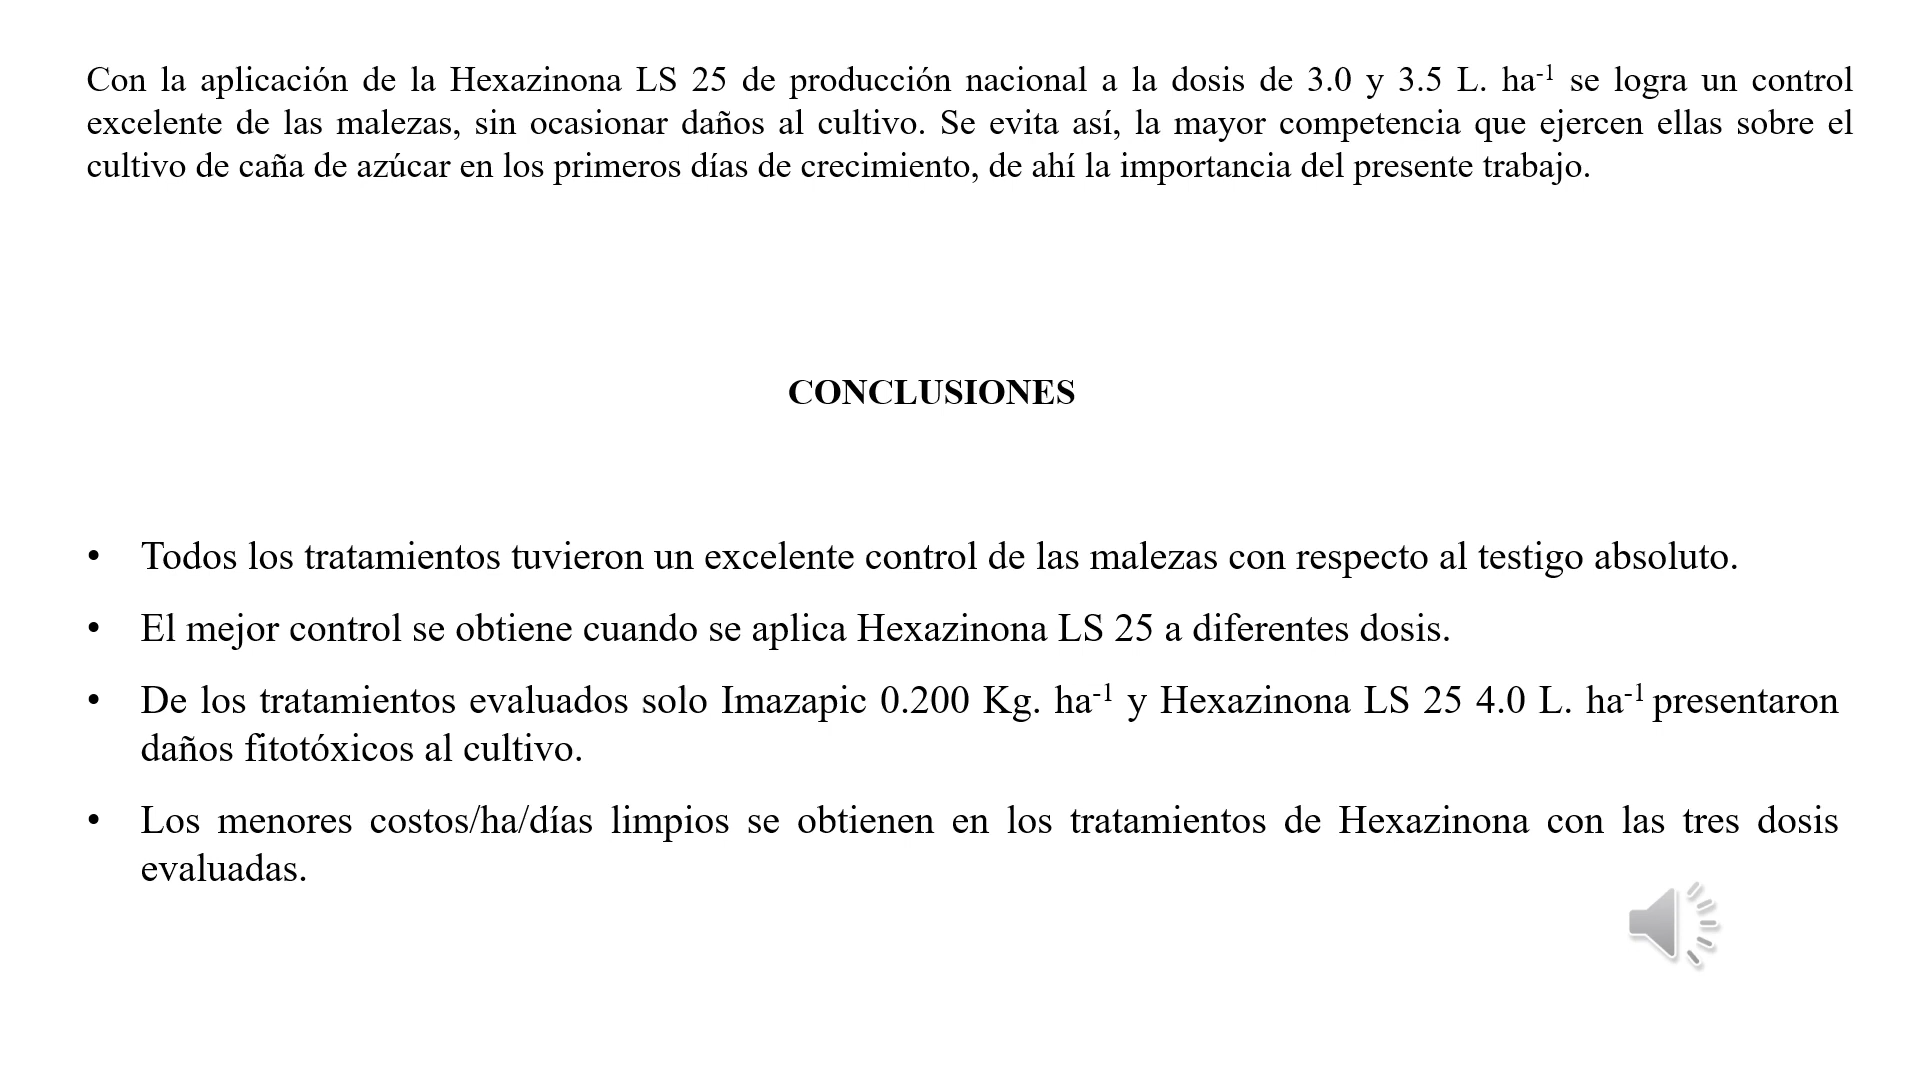 Con la aplicación de la Hexazinona LS 25 de producción nacional a la dosis de 3.0 y 3.5 L. ha-1 se logra un control
excelente de las malezas, sin ocasionar daños al cultivo. Se evita así, la mayor competencia que ejercen ellas sobre el
cultivo de caña de azúcar en los primeros días de crecimiento, de ahí la importancia del presente trabajo.
CONCLUSIONES
• Todos los tratamientos tuvieron un excelente control de las malezas con respecto al testigo absoluto.
• El mejor control se obtiene cuando se aplica Hexazinona LS 25 a diferentes dosis.
• De los tratamientos evaluados solo Imazapic 0.200 Kg. ha-1 y Hexazinona LS 25 4.0 L. ha-1 presentaron
daños fitotóxicos al cultivo.
• Los menores costos/ha/días limpios se obtienen en los tratamientos de Hexazinona con las tres dosis
evaluadas.